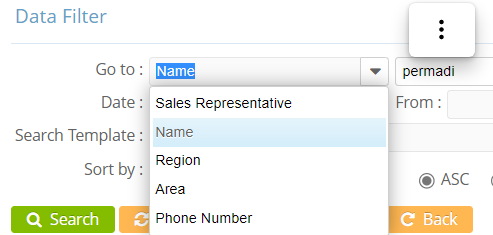 Data Filter
Go to : Name permadi
Sales Representative
Date : From :
Name
Search Template :
Region
Sort by : ASC
Area
Search Phone Number Back